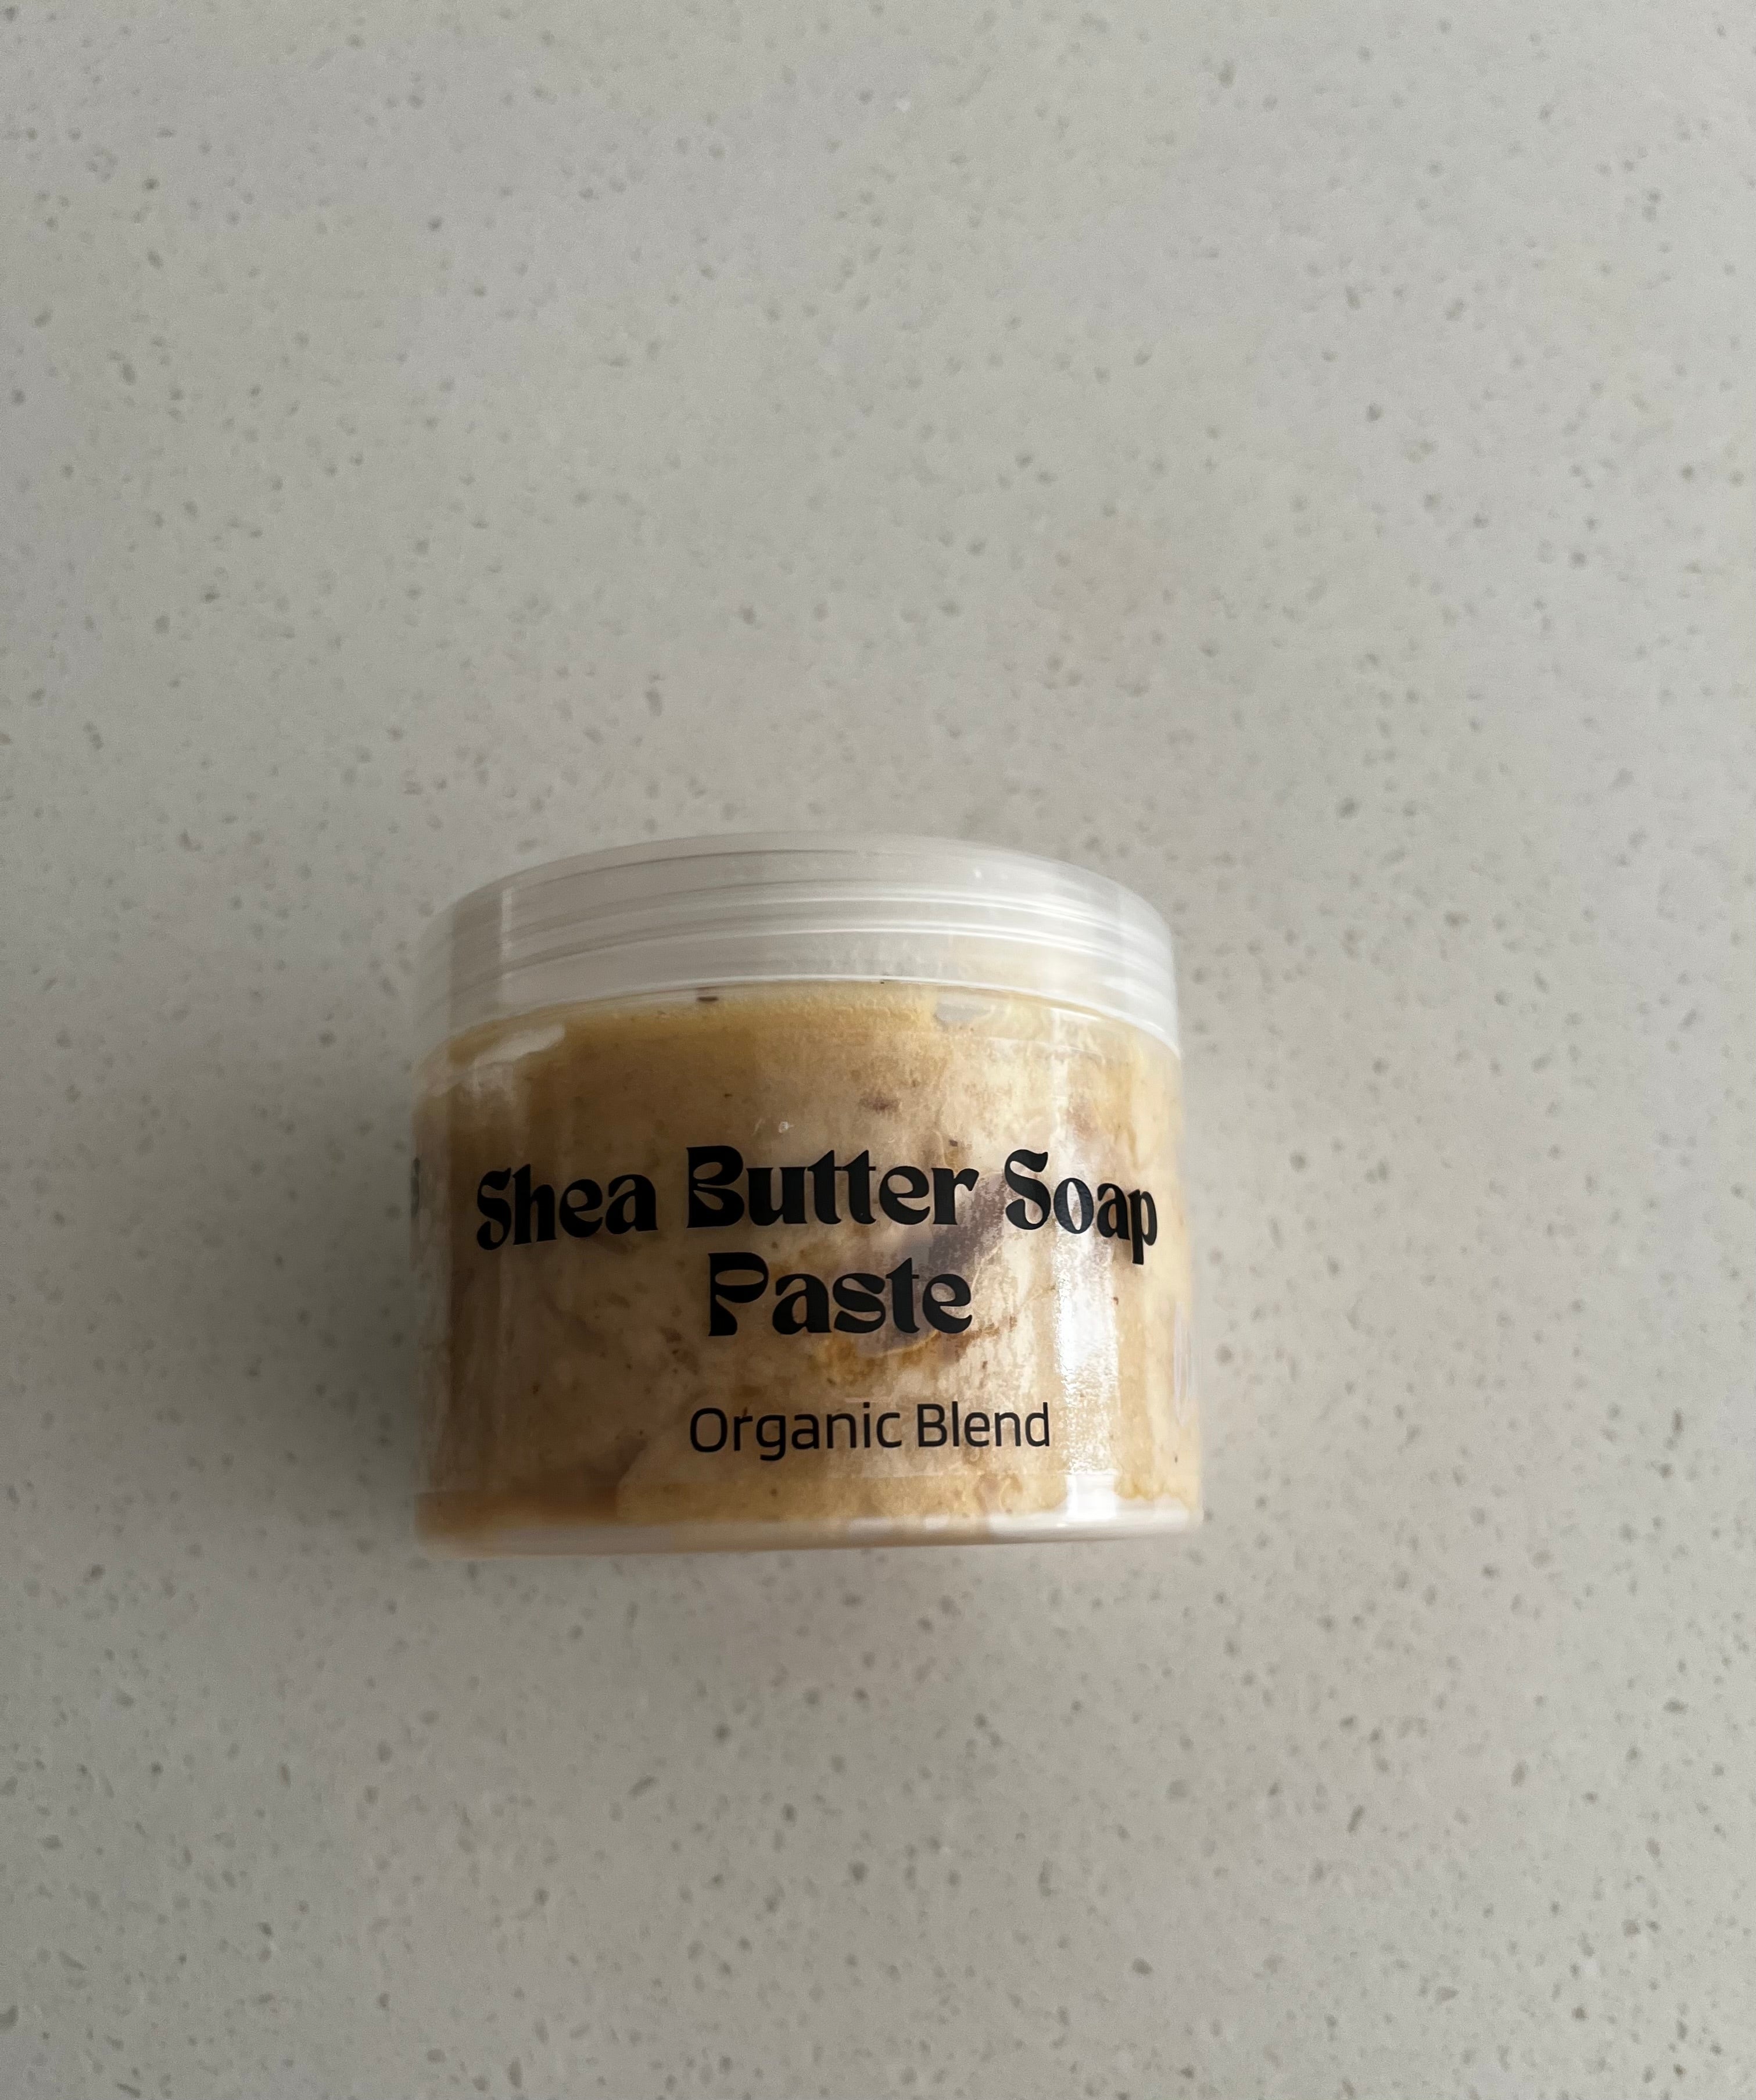 Shea Butter Soap
Paste
Organic Blend